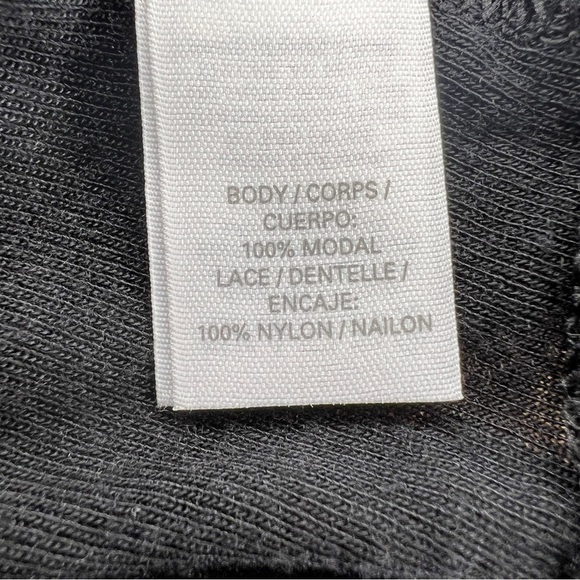 BODY / CORPS /
CUERPO:
100% MODAL
LACE / DENTELLE /
ENCAJE:
100% NYLON / NAILON